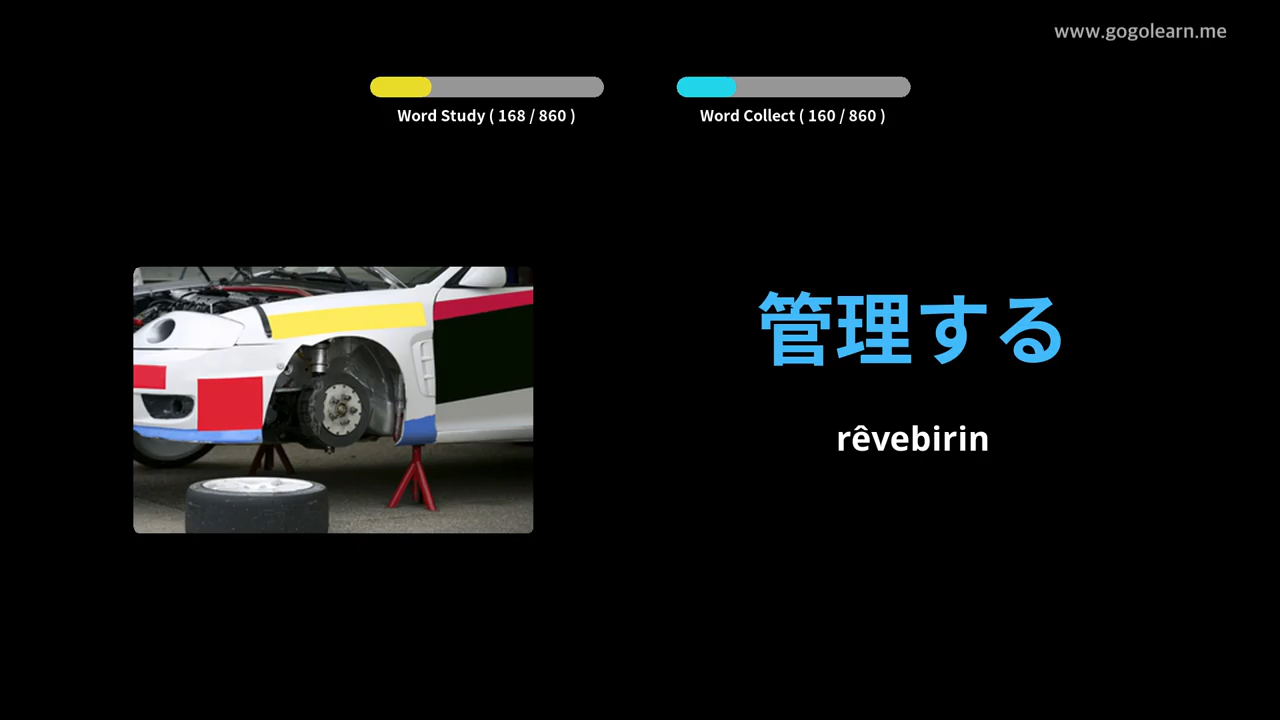 www.gogolearn.me
Word Study ( 168 / 860 )
Word Collect ( 160 / 860 )
管理する
rêvebirin